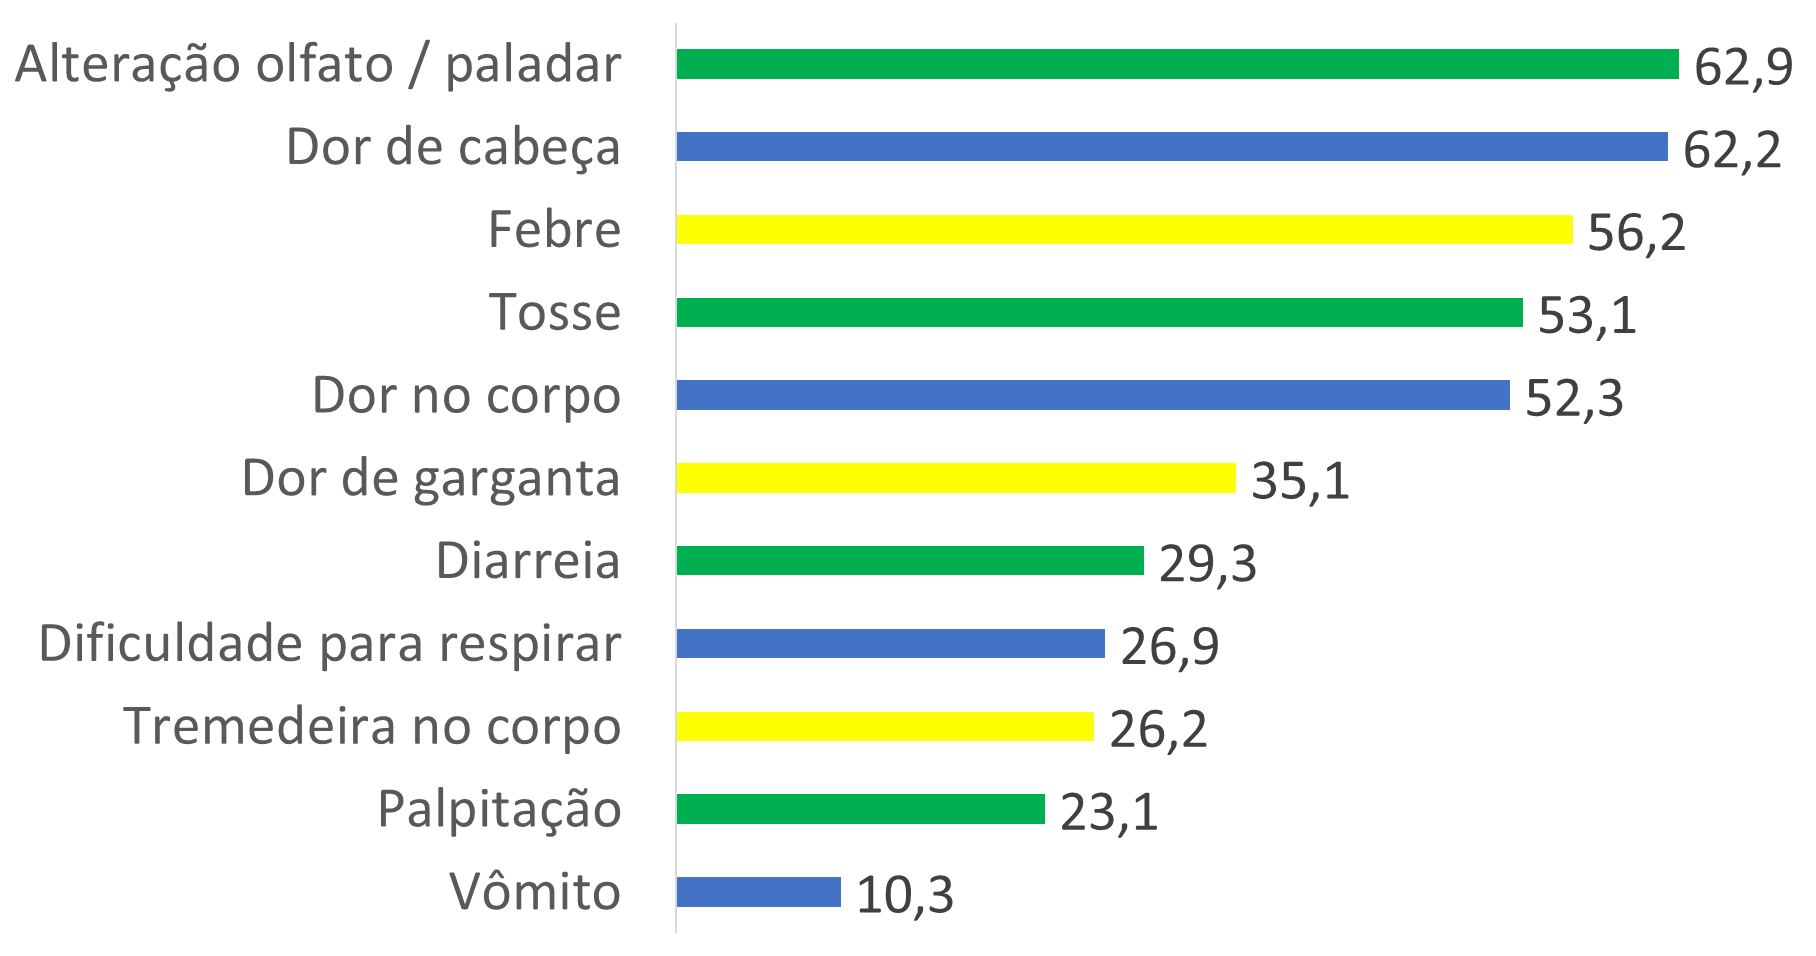 Alteração olfato / paladar 62,9
Dor de cabeça 62,2
Febre 56,2
Tosse 53,1
Dor no corpo 52,3
Dor de garganta 35,1
Diarreia 29,3
Dificuldade para respirar 26,9
Tremedeira no corpo 26,2
Palpitação 23,1
Vômito 10,3